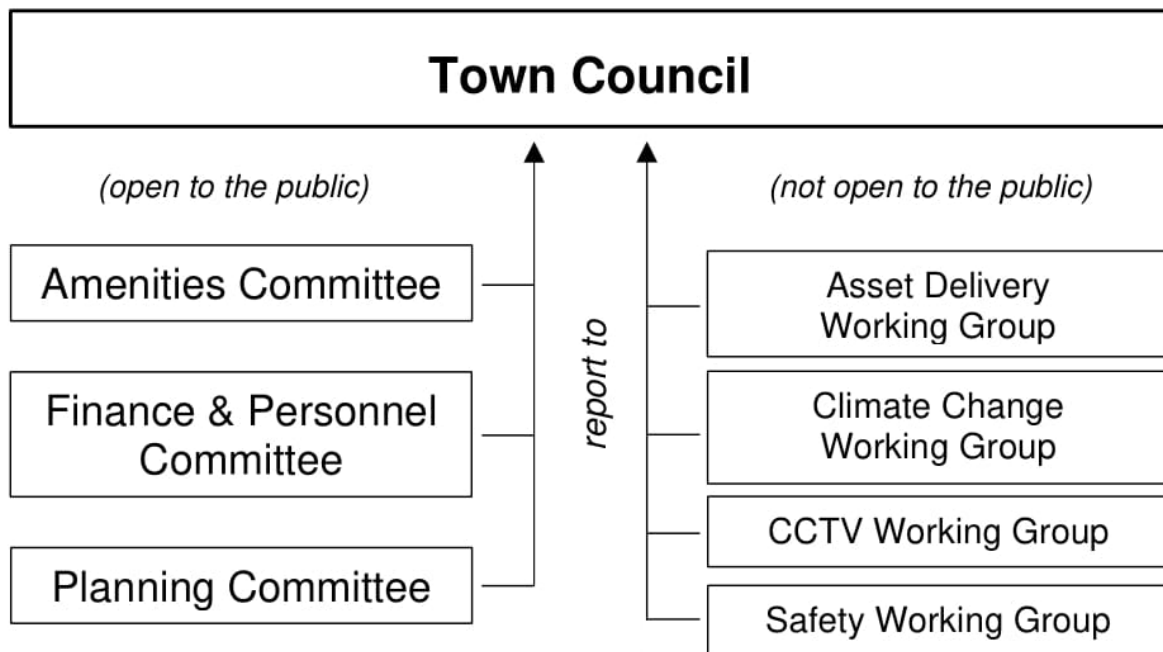 Town Council
(open to the public)
Amenities Committee
Finance & Personnel
Committee
Planning Committee
report to
(not open to the public)
Asset Delivery
Working Group
Climate Change
Working Group
CCTV Working Group
Safety Working Group